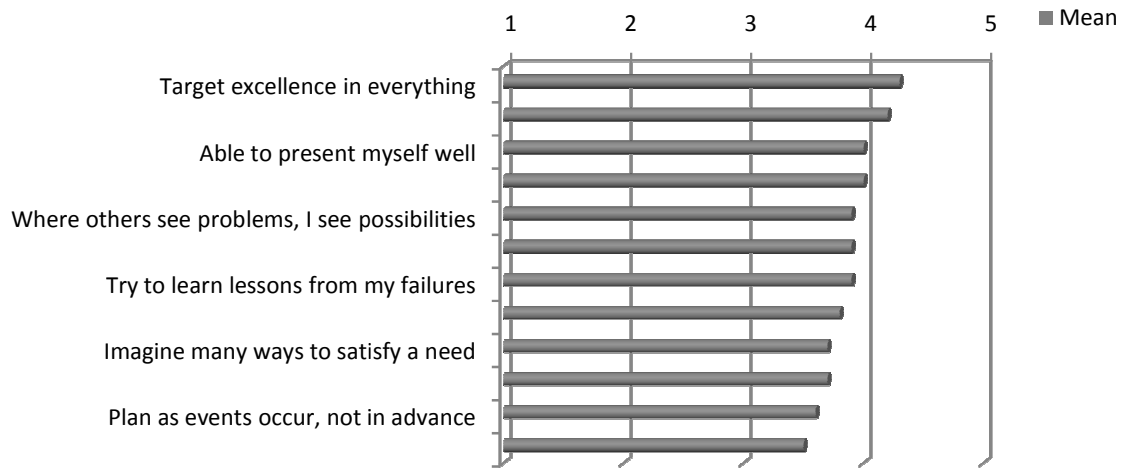 1 2 3 4 5
Mean
Target excellence in everything
Able to present myself well
Where others see problems, I see possibilities
Try to learn lessons from my failures
Imagine many ways to satisfy a need
Plan as events occur, not in advance